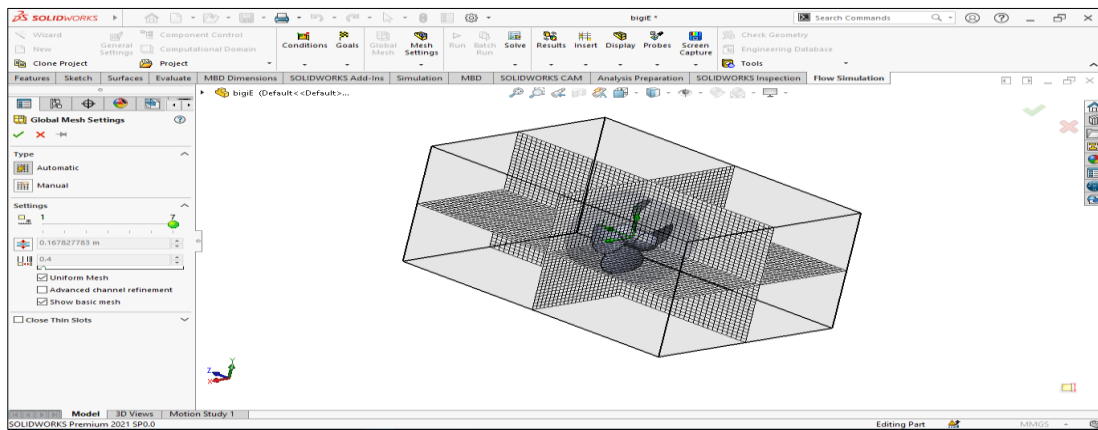 SOLIDWORKS
bigiE *
Search Commands
Wizard
New
Clone Project
General Settings
Component Control
Computational Domain
Project
Conditions
Goals
Global Mesh
Mesh Settings
Run
Batch Run
Solve
Results
Insert
Display
Probes
Screen Capture
Check Geometry
Engineering Database
Tools
Features Sketch Surfaces Evaluate MBD Dimensions SOLIDWORKS Add-Ins Simulation MBD SOLIDWORKS CAM Analysis Preparation SOLIDWORKS Inspection Flow Simulation
bigiE (Default<<Default>...
Global Mesh Settings
Type
Automatic
Manual
Settings
1 7
0.167827783 m
0.4
Uniform Mesh
Advanced channel refinement
Show basic mesh
Close Thin Slots
Y
Z
X
Model 3D Views Motion Study 1
SOLIDWORKS Premium 2021 SP0.0 Editing Part MMGS